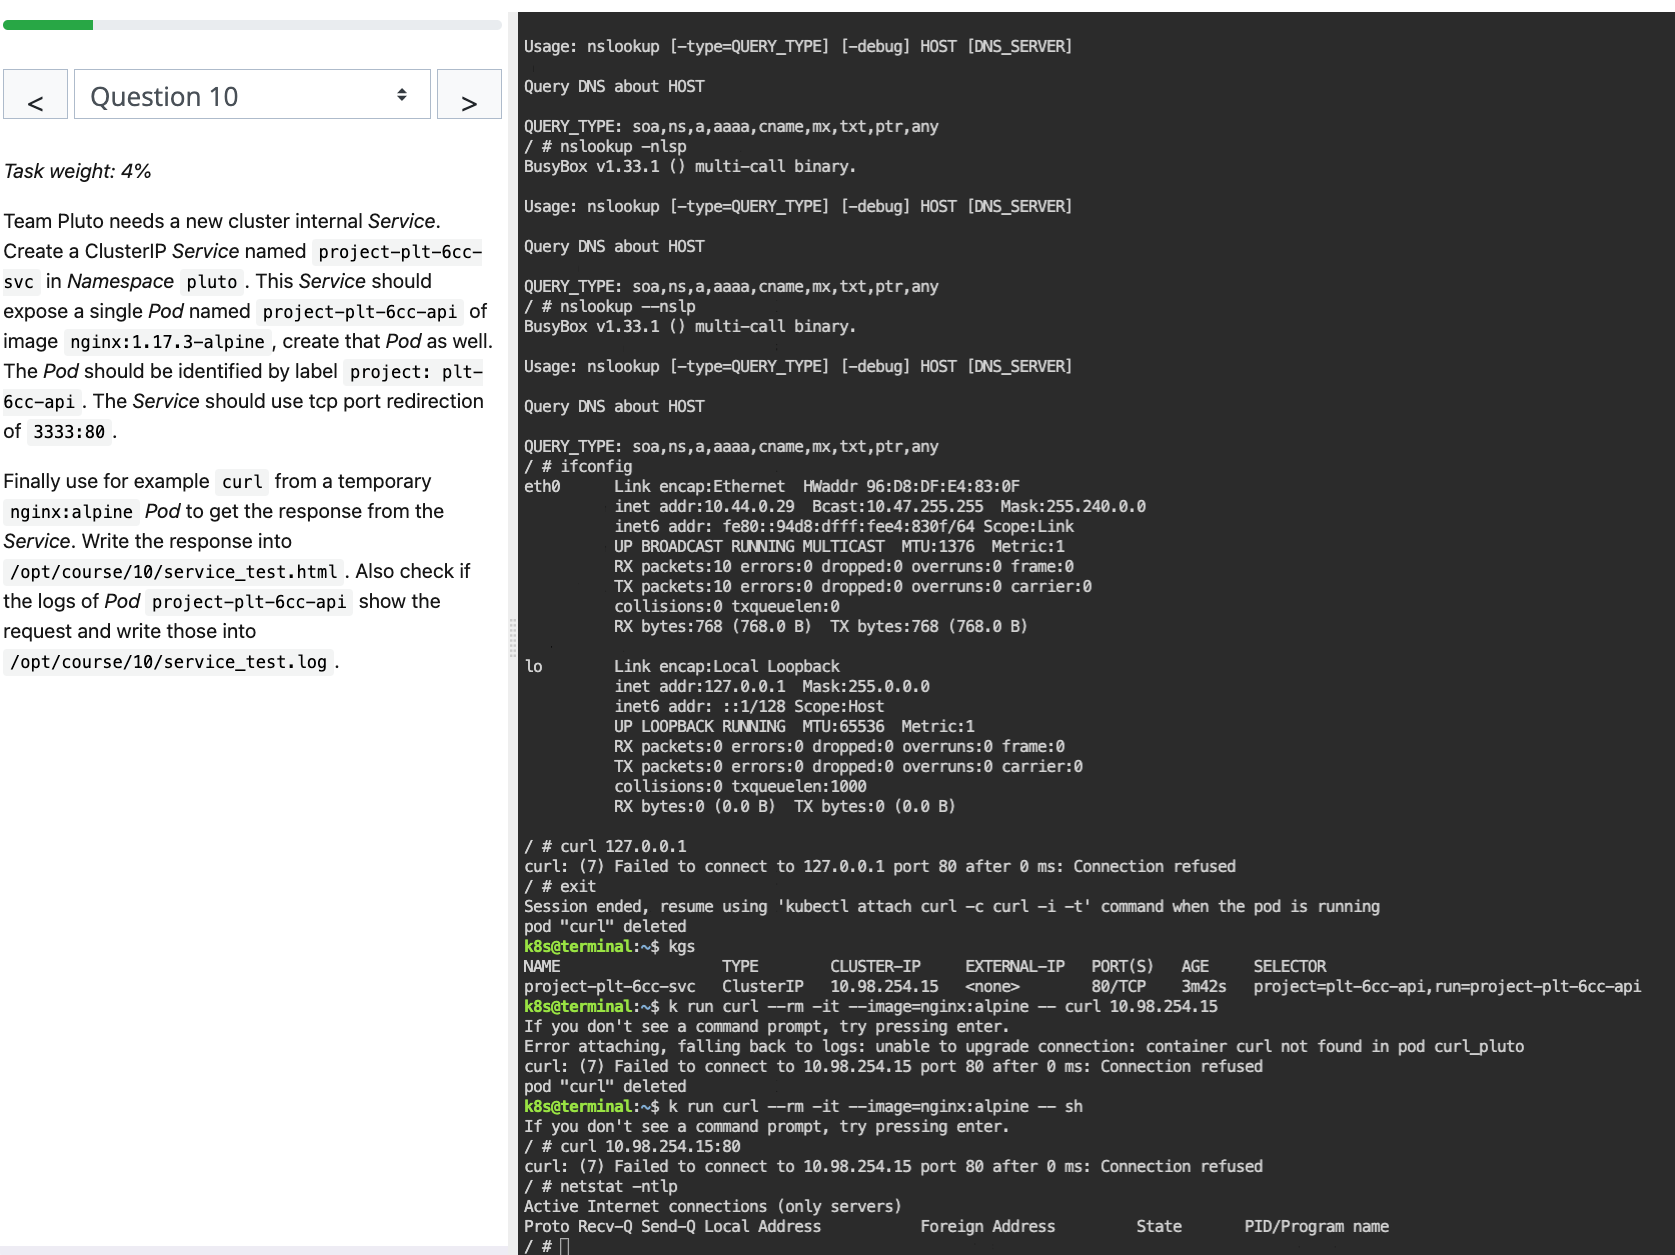 <
Question 10
>
Task weight: 4%
Team Pluto needs a new cluster internal Service.
Create a ClusterIP Service named project-plt-6cc-
svc in Namespace pluto . This Service should
expose a single Pod named project-plt-6cc-api of
image nginx:1.17.3-alpine , create that Pod as well.
The Pod should be identified by label project: plt-
6cc-api . The Service should use tcp port redirection
of 3333:80 .
Finally use for example curl from a temporary
nginx:alpine Pod to get the response from the
Service. Write the response into
/opt/course/10/service_test.html . Also check if
the logs of Pod project-plt-6cc-api show the
request and write those into
/opt/course/10/service_test.log .
Usage: nslookup [-type=QUERY_TYPE] [-debug] HOST [DNS_SERVER]
Query DNS about HOST
QUERY_TYPE: soa,ns,a,aaaa,cname,mx,txt,ptr,any
/ # nslookup -nlsp
BusyBox v1.33.1 () multi-call binary.
Usage: nslookup [-type=QUERY_TYPE] [-debug] HOST [DNS_SERVER]
Query DNS about HOST
QUERY_TYPE: soa,ns,a,aaaa,cname,mx,txt,ptr,any
/ # nslookup --nslp
BusyBox v1.33.1 () multi-call binary.
Usage: nslookup [-type=QUERY_TYPE] [-debug] HOST [DNS_SERVER]
Query DNS about HOST
QUERY_TYPE: soa,ns,a,aaaa,cname,mx,txt,ptr,any
/ # ifconfig
eth0      Link encap:Ethernet  HWaddr 96:D8:DF:E4:83:0F
          inet addr:10.44.0.29  Bcast:10.47.255.255  Mask:255.240.0.0
          inet6 addr: fe80::94d8:dfff:fee4:830f/64 Scope:Link
          UP BROADCAST RUNNING MULTICAST  MTU:1376  Metric:1
          RX packets:10 errors:0 dropped:0 overruns:0 frame:0
          TX packets:10 errors:0 dropped:0 overruns:0 carrier:0
          collisions:0 txqueuelen:0
          RX bytes:768 (768.0 B)  TX bytes:768 (768.0 B)
lo        Link encap:Local Loopback
          inet addr:127.0.0.1  Mask:255.0.0.0
          inet6 addr: ::1/128 Scope:Host
          UP LOOPBACK RUNNING  MTU:65536  Metric:1
          RX packets:0 errors:0 dropped:0 overruns:0 frame:0
          TX packets:0 errors:0 dropped:0 overruns:0 carrier:0
          collisions:0 txqueuelen:1000
          RX bytes:0 (0.0 B)  TX bytes:0 (0.0 B)
/ # curl 127.0.0.1
curl: (7) Failed to connect to 127.0.0.1 port 80 after 0 ms: Connection refused
/ # exit
Session ended, resume using 'kubectl attach curl -c curl -i -t' command when the pod is running
pod "curl" deleted
k8s@terminal:~$ kgs
NAME                  TYPE        CLUSTER-IP     EXTERNAL-IP   PORT(S)   AGE     SELECTOR
project-plt-6cc-svc   ClusterIP   10.98.254.15   <none>        80/TCP    3m42s   project=plt-6cc-api,run=project-plt-6cc-api
k8s@terminal:~$ k run curl --rm -it --image=nginx:alpine -- curl 10.98.254.15
If you don't see a command prompt, try pressing enter.
Error attaching, falling back to logs: unable to upgrade connection: container curl not found in pod curl_pluto
curl: (7) Failed to connect to 10.98.254.15 port 80 after 0 ms: Connection refused
pod "curl" deleted
k8s@terminal:~$ k run curl --rm -it --image=nginx:alpine -- sh
If you don't see a command prompt, try pressing enter.
/ # curl 10.98.254.15:80
curl: (7) Failed to connect to 10.98.254.15 port 80 after 0 ms: Connection refused
/ # netstat -ntlp
Active Internet connections (only servers)
Proto Recv-Q Send-Q Local Address           Foreign Address         State       PID/Program name
/ #